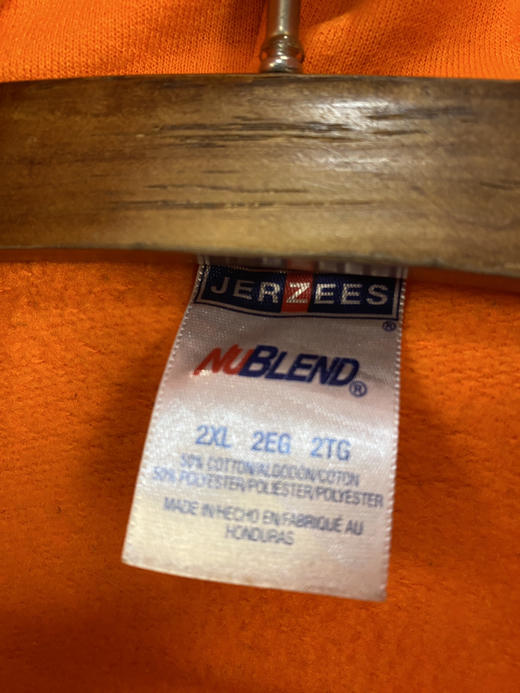 JERZEES®
NUBLEND®
2XL 2EG 2TG
50% COTTON/ALGODON/COTON
50% POLYESTER/POLIESTER/POLYESTER
MADE IN/HECHO EN/FABRIQUÉ AU
HONDURAS